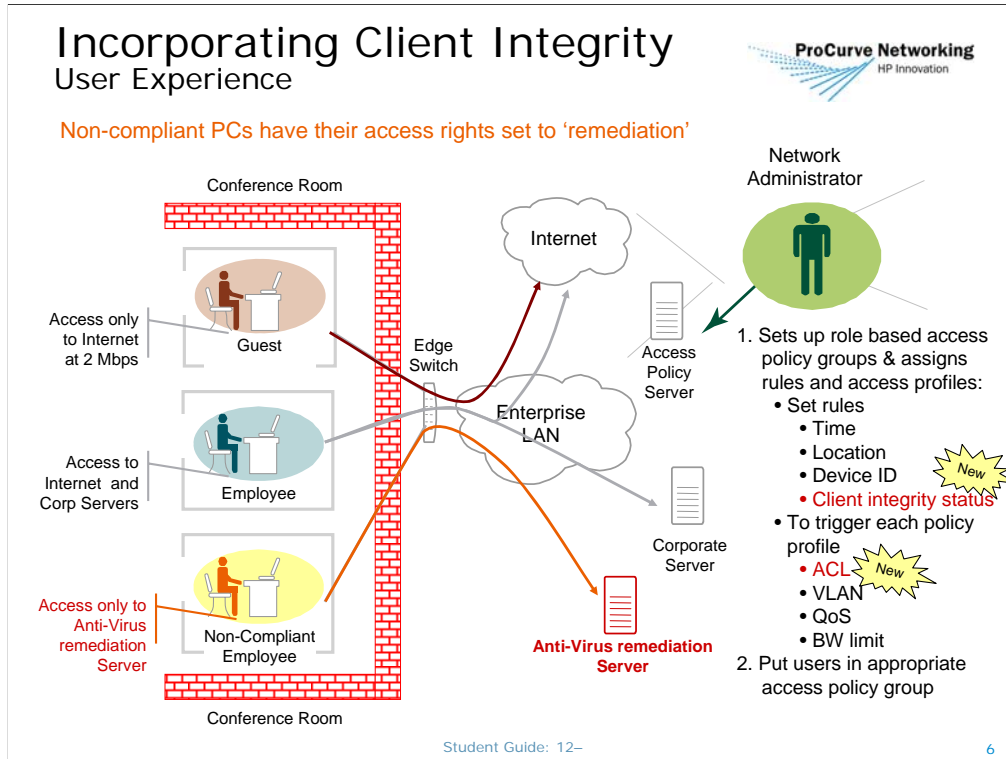 Incorporating Client Integrity
User Experience
ProCurve Networking
HP Innovation
Non-compliant PCs have their access rights set to ‘remediation’
Conference Room
Access only
to Internet
at 2 Mbps
Guest
Access to
Internet and
Corp Servers
Employee
Access only to
Anti-Virus
remediation
Server
Non-Compliant
Employee
Conference Room
Edge
Switch
Internet
Enterprise
LAN
Access
Policy
Server
Corporate
Server
Anti-Virus remediation
Server
Network
Administrator
1. Sets up role based access
policy groups & assigns
rules and access profiles:
• Set rules
• Time
• Location
• Device ID
New
• Client integrity status
• To trigger each policy
profile
• ACL
New
• VLAN
• QoS
• BW limit
2. Put users in appropriate
access policy group
Student Guide: 12–
6